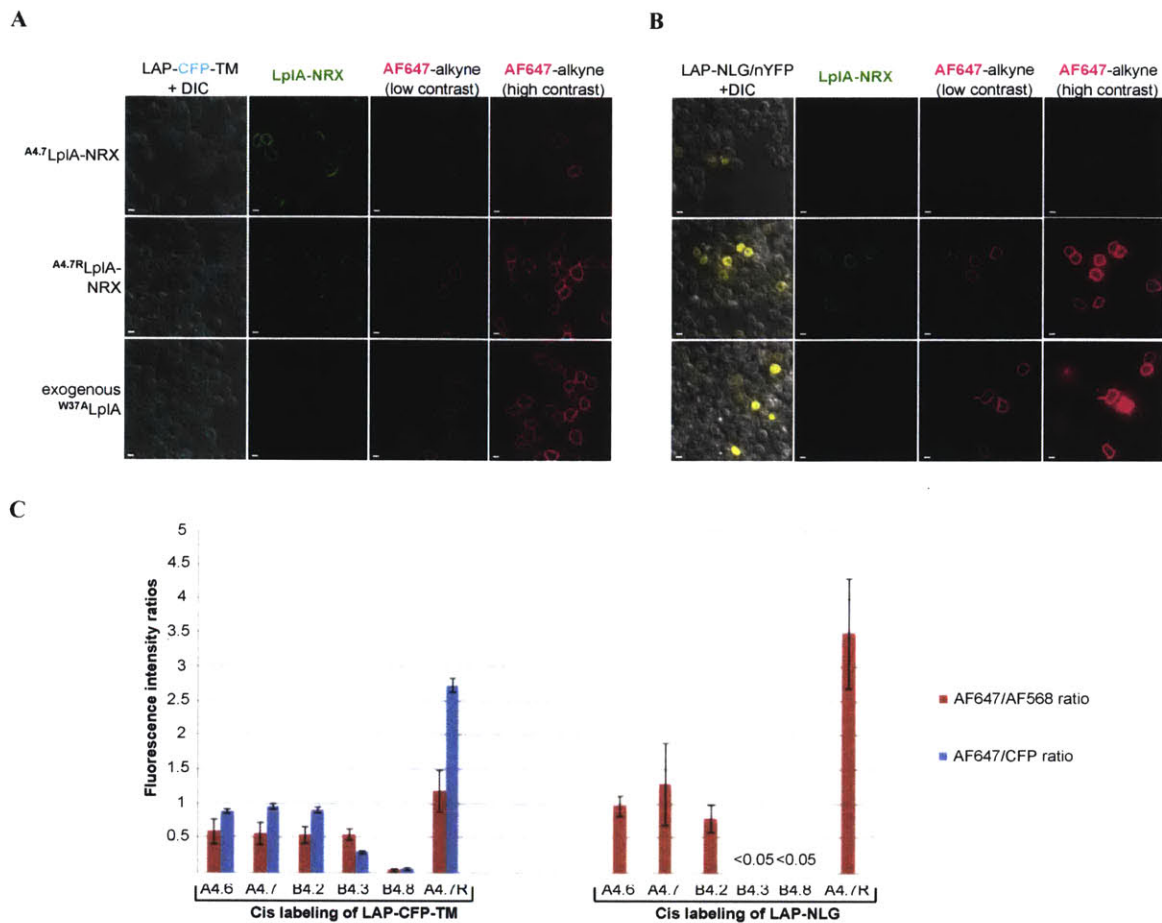 A
LAP-CFP-TM
+ DIC
LplA-NRX
AF647-alkyne
(low contrast)
AF647-alkyne
(high contrast)
A4.7LplA-NRX
A4.7RLplA-
NRX
exogenous
W37ALplA
B
LAP-NLG/nYFP
+DIC
LplA-NRX
AF647-alkyne
(low contrast)
AF647-alkyne
(high contrast)
C
Fluorescence intensity ratios
5
4.5
4
3.5
3
2.5
2
1.5
1
0.5
A4.6 A4.7 B4.2 B4.3 B4.8 A4.7R
Cis labeling of LAP-CFP-TM
<0.05 <0.05
A4.6 A4.7 B4.2 B4.3 B4.8 A4.7R
Cis labeling of LAP-NLG
AF647/AF568 ratio
AF647/CFP ratio